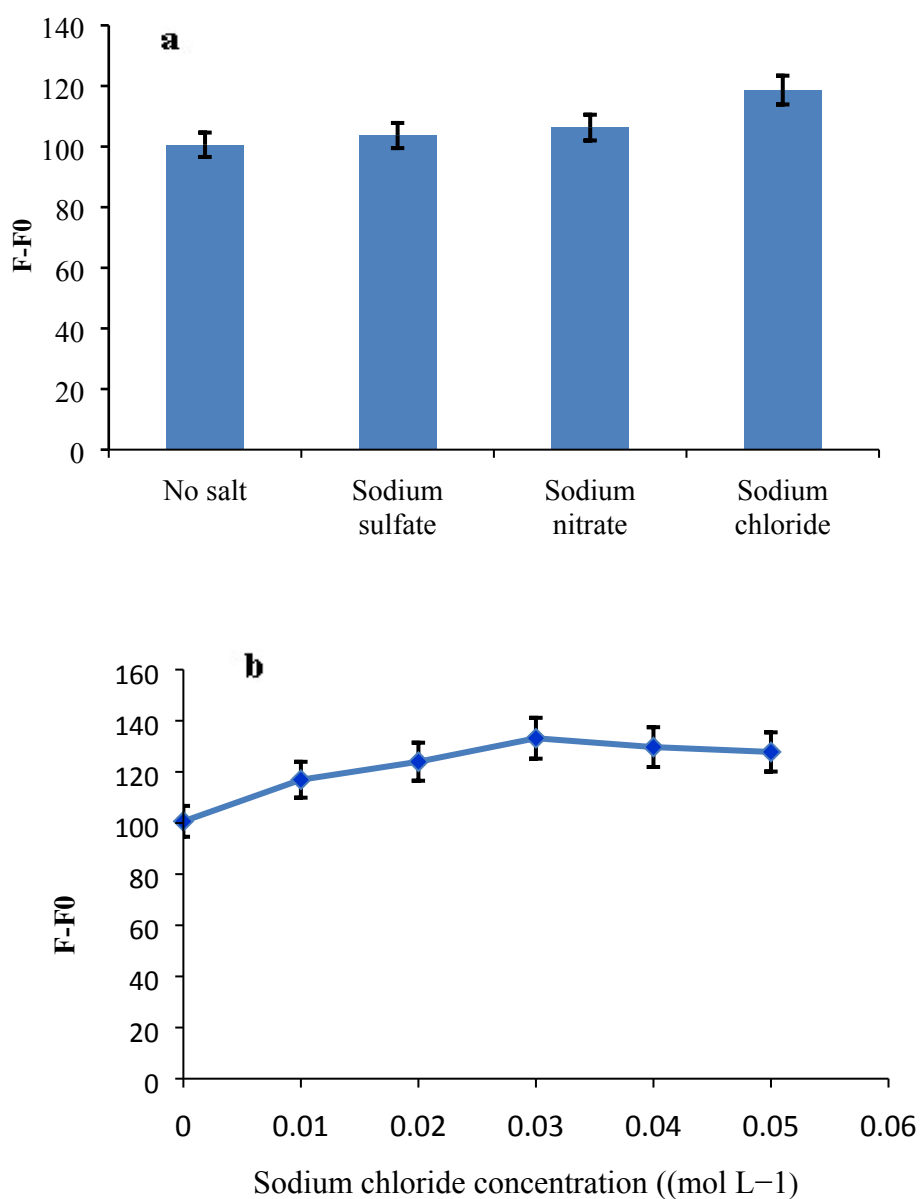 a
140
120
100
80
60
40
20
0
F-F0
No salt Sodium Sodium Sodium
sulfate nitrate chloride
b
160
140
120
100
80
60
40
20
0
F-F0
0 0.01 0.02 0.03 0.04 0.05 0.06
Sodium chloride concentration ((mol L−1)